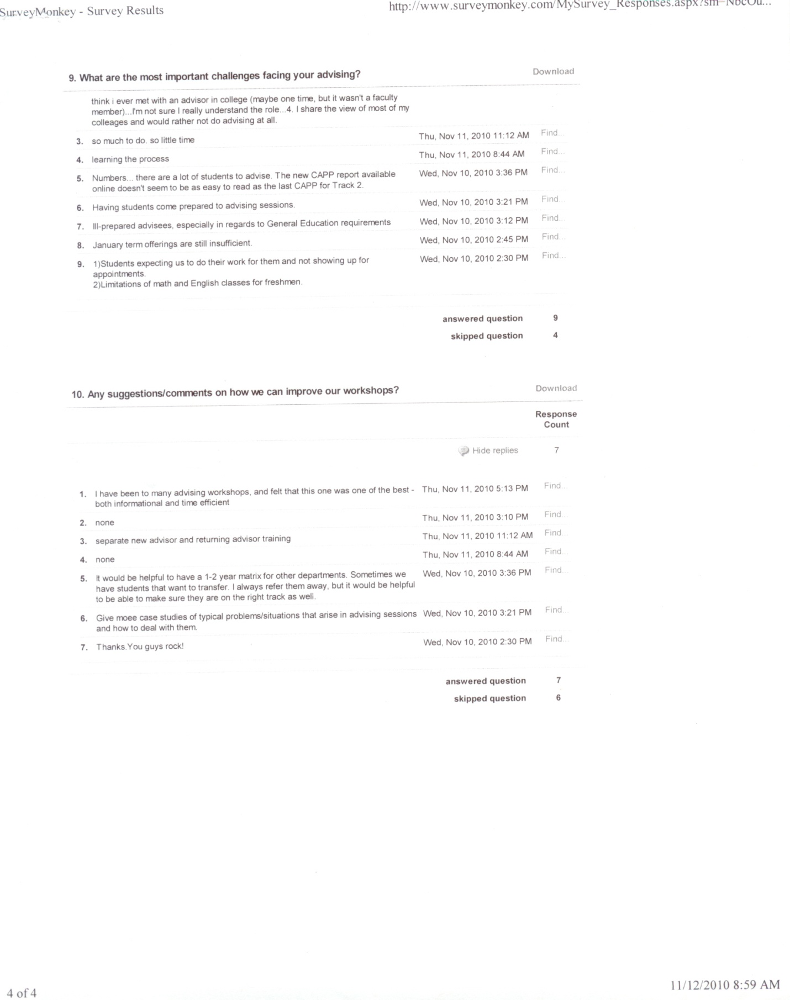 SurveyMonkey - Survey Results
http://www.surveymonkey.com/MySurvey_Responses.aspx?sm=NbcOu...
9. What are the most important challenges facing your advising?
Download
think i ever met with an advisor in college (maybe one time, but it wasn't a faculty
member)...I'm not sure I really understand the role...4. I share the view of most of my
colleages and would rather not do advising at all.
3. so much to do. so little time Thu, Nov 11, 2010 11:12 AM Find...
4. learning the process Thu, Nov 11, 2010 8:44 AM Find...
5. Numbers... there are a lot of students to advise. The new CAPP report available Wed, Nov 10, 2010 3:36 PM Find...
online doesn't seem to be as easy to read as the last CAPP for Track 2.
6. Having students come prepared to advising sessions. Wed, Nov 10, 2010 3:21 PM Find...
7. Ill-prepared advisees, especially in regards to General Education requirements Wed, Nov 10, 2010 3:12 PM Find...
8. January term offerings are still insufficient. Wed, Nov 10, 2010 2:45 PM Find...
9. 1)Students expecting us to do their work for them and not showing up for Wed, Nov 10, 2010 2:30 PM Find...
appointments.
2)Limitations of math and English classes for freshmen.
answered question 9
skipped question 4
10. Any suggestions/comments on how we can improve our workshops?
Download
Response
Count
Hide replies 7
1. I have been to many advising workshops, and felt that this one was one of the best - Thu, Nov 11, 2010 5:13 PM Find...
both informational and time efficient
2. none Thu, Nov 11, 2010 3:10 PM Find...
3. separate new advisor and returning advisor training Thu, Nov 11, 2010 11:12 AM Find...
4. none Thu, Nov 11, 2010 8:44 AM Find...
5. It would be helpful to have a 1-2 year matrix for other departments. Sometimes we Wed, Nov 10, 2010 3:36 PM Find...
have students that want to transfer. I always refer them away, but it would be helpful
to be able to make sure they are on the right track as well.
6. Give moee case studies of typical problems/situations that arise in advising sessions Wed, Nov 10, 2010 3:21 PM Find...
and how to deal with them.
7. Thanks.You guys rock! Wed, Nov 10, 2010 2:30 PM Find...
answered question 7
skipped question 6
4 of 4
11/12/2010 8:59 AM